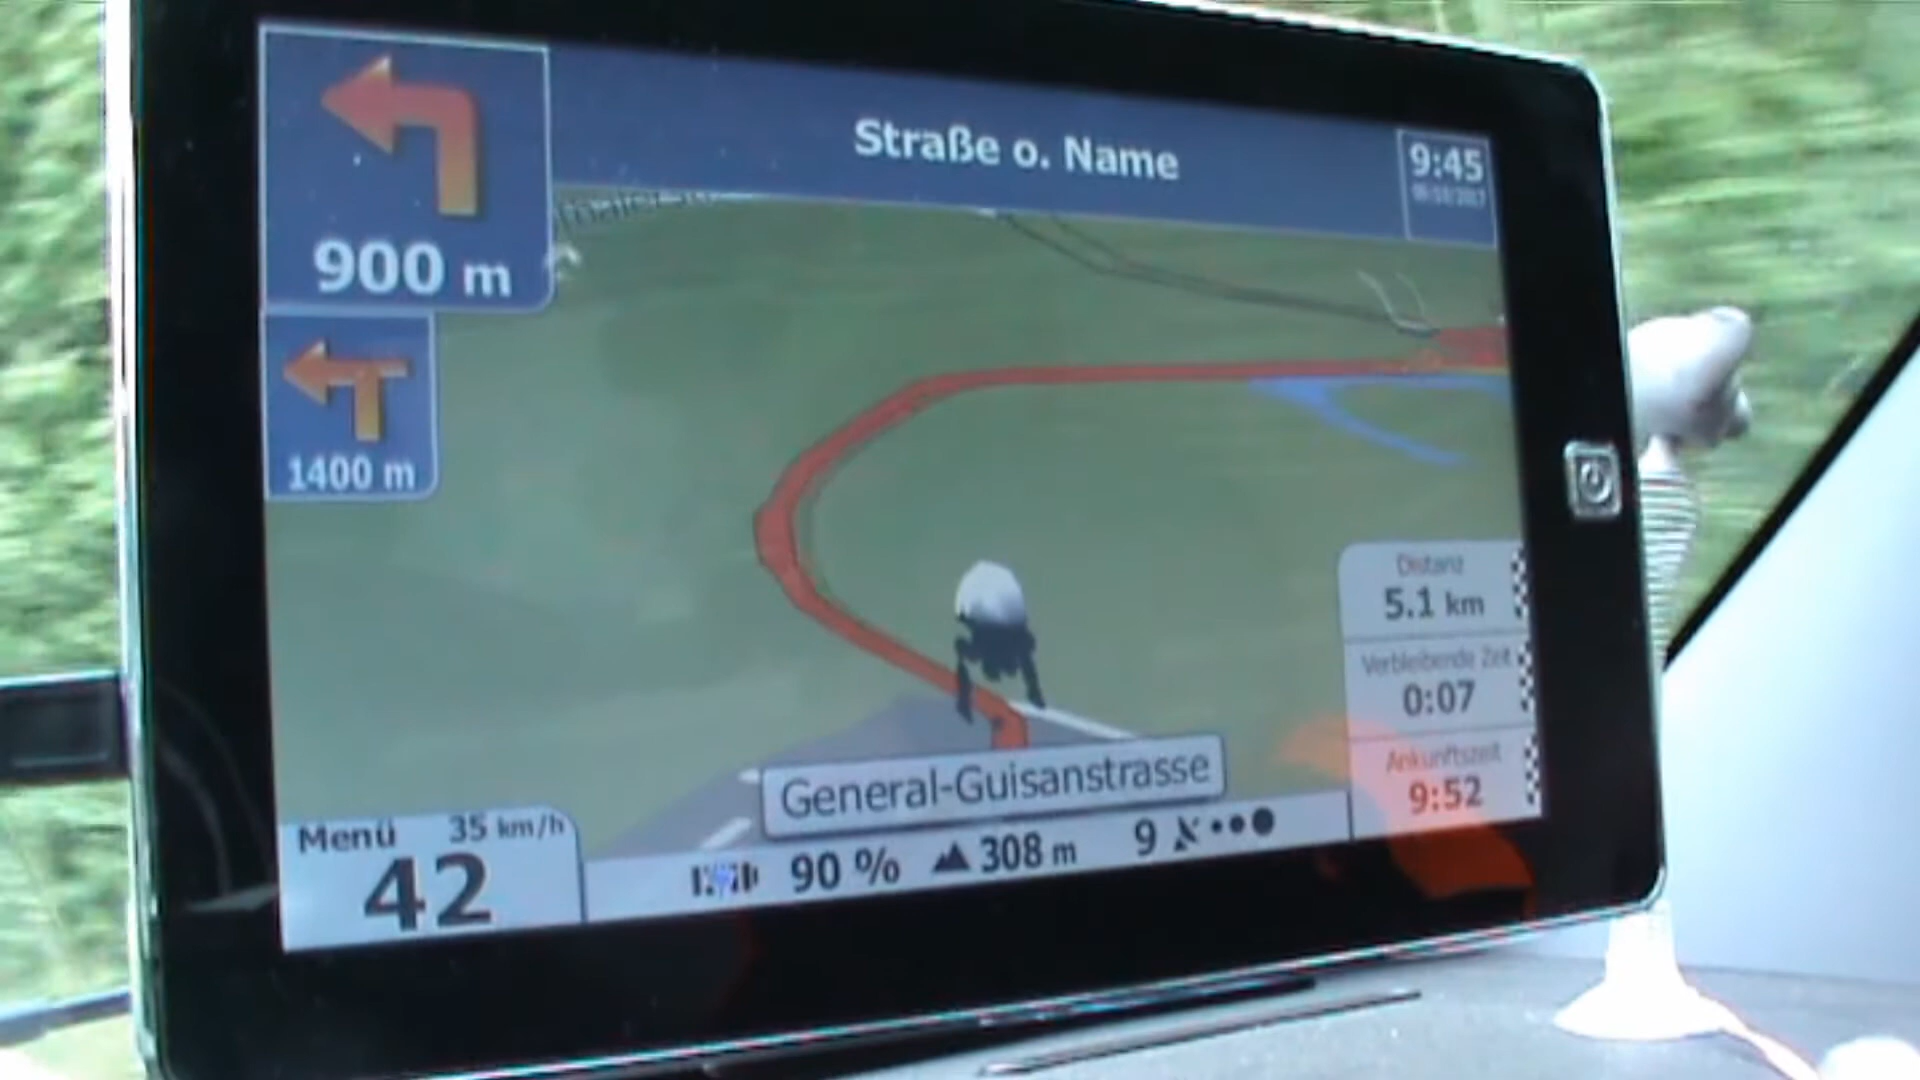 Straße o. Name
9:45
900 m
1400 m
Distanz
5.1 km
Verbleibende Zeit
0:07
Ankunftszeit
9:52
General-Guisanstrasse
Menü 35 km/h
42
90 % 308 m 9